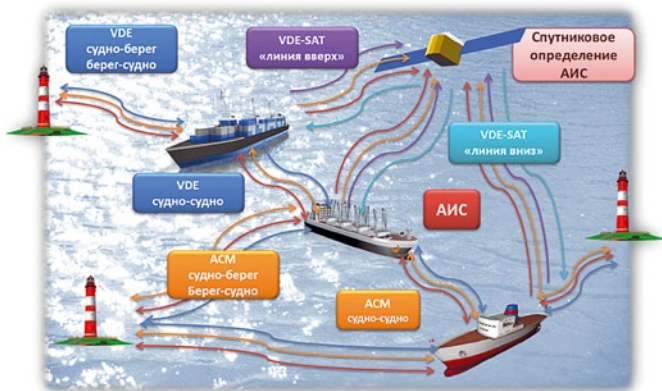 VDE
судно-берег
берег-судно
VDE-SAT
«линия вверх»
Спутниковое
определение
АИС
VDE-SAT
«линия вниз»
VDE
судно-судно
АИС
АСМ
судно-берег
Берег-судно
АСМ
судно-судно